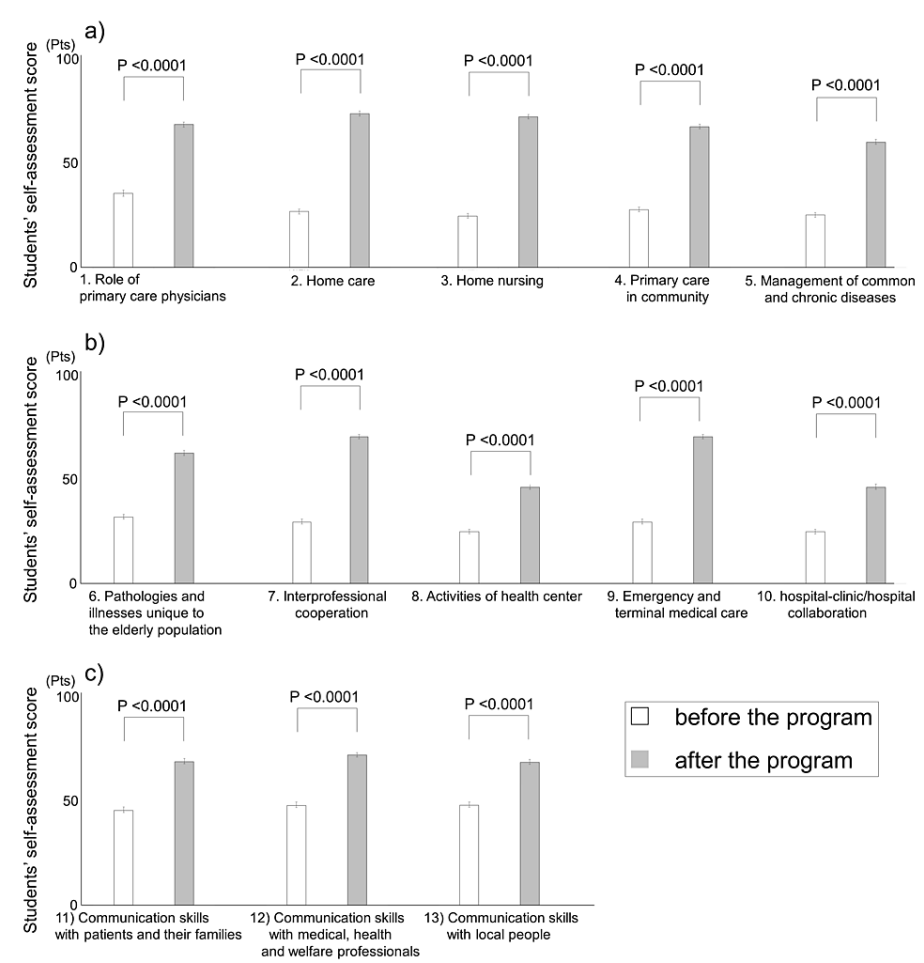 a)
(Pts)
Students' self-assessment score
100
50
0
P <0.0001
P <0.0001
P <0.0001
P <0.0001
P <0.0001
1. Role of
primary care physicians
2. Home care
3. Home nursing
4. Primary care
in community
5. Management of common
and chronic diseases
b)
(Pts)
Students' self-assessment score
100
50
0
P <0.0001
P <0.0001
P <0.0001
P <0.0001
P <0.0001
6. Pathologies and
illnesses unique to
the elderly population
7. Interprofessional
cooperation
8. Activities of health center
9. Emergency and
terminal medical care
10. hospital-clinic/hospital
collaboration
c)
(Pts)
Students' self-assessment score
100
50
0
P <0.0001
P <0.0001
P <0.0001
11) Communication skills
with patients and their families
12) Communication skills
with medical, health
and welfare professionals
13) Communication skills
with local people
before the program
after the program